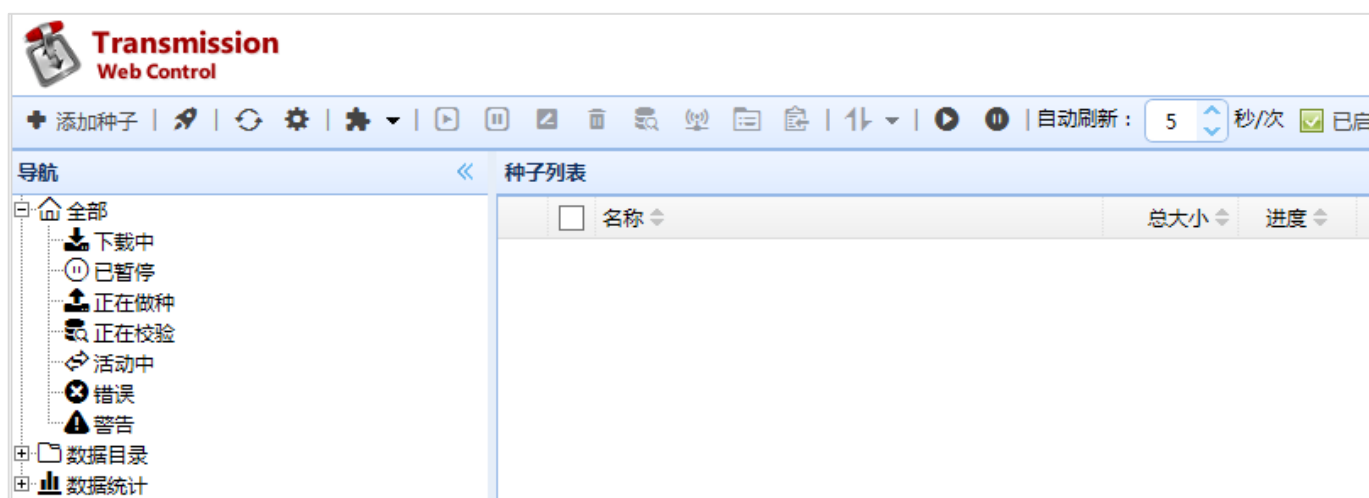 Transmission
Web Control
添加种子 | | | | | | 自动刷新： 5 秒/次 已启
导航
种子列表
名称 总大小 进度
全部
下载中
已暂停
正在做种
正在校验
活动中
错误
警告
数据目录
数据统计